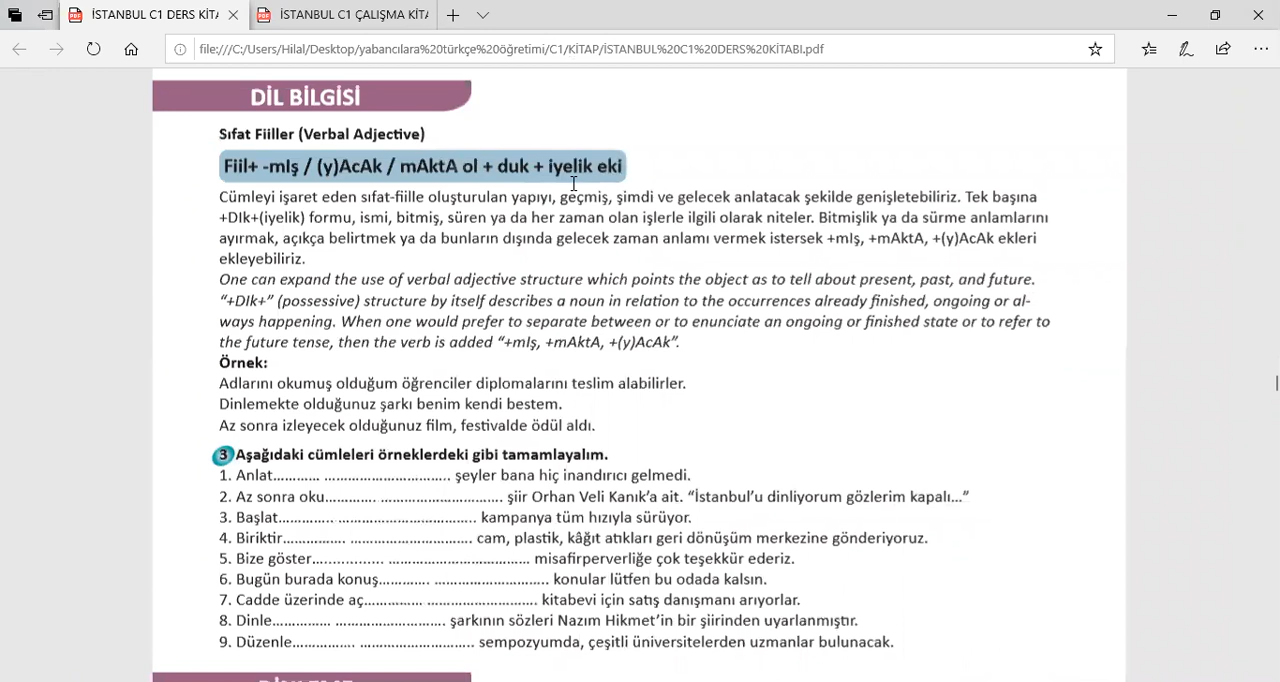 İSTANBUL C1 DERS KİTA
İSTANBUL C1 ÇALIŞMA KİTA
file:///C:/Users/Hilal/Desktop/yabancılara%20türkçe%20öğretimi/C1/KİTAP/İSTANBUL%20C1%20DERS%20KİTABI.pdf
DİL BİLGİSİ
Sıfat Fiiller (Verbal Adjective)
Fiil+ -mIş / (y)AcAk / mAktA ol + duk + iyelik eki
Cümleyi işaret eden sıfat-fiille oluşturulan yapıyı, geçmiş, şimdi ve gelecek anlatacak şekilde genişletebiliriz. Tek başına
+DIk+(iyelik) formu, ismi, bitmiş, süren ya da her zaman olan işlerle ilgili olarak niteler. Bitmişlik ya da sürme anlamlarını
ayırmak, açıkça belirtmek ya da bunların dışında gelecek zaman anlamı vermek istersek +mIş, +mAktA, +(y)AcAk ekleri
ekleyebiliriz.
One can expand the use of verbal adjective structure which points the object as to tell about present, past, and future.
“+DIk+” (possessive) structure by itself describes a noun in relation to the occurrences already finished, ongoing or al-
ways happening. When one would prefer to separate between or to enunciate an ongoing or finished state or to refer to
the future tense, then the verb is added “+mIş, +mAktA, +(y)AcAk”.
Örnek:
Adlarını okumuş olduğum öğrenciler diplomalarını teslim alabilirler.
Dinlemekte olduğunuz şarkı benim kendi bestem.
Az sonra izleyecek olduğunuz film, festivalde ödül aldı.
3 Aşağıdaki cümleleri örneklerdeki gibi tamamlayalım.
1. Anlat………… ………………………….. şeyler bana hiç inandırıcı gelmedi.
2. Az sonra oku…………. …………………………. şiir Orhan Veli Kanık’a ait. “İstanbul’u dinliyorum gözlerim kapalı...”
3. Başlat………….. …………………………….. kampanya tüm hızıyla sürüyor.
4. Biriktir……………. …………………………. cam, plastik, kâğıt atıkları geri dönüşüm merkezine gönderiyoruz.
5. Bize göster……………… ……………………………… misafirperverliğe çok teşekkür ederiz.
6. Bugün burada konuş…………. ……………………….. konular lütfen bu odada kalsın.
7. Cadde üzerinde aç…………… ………………………. kitabevi için satış danışmanı arıyorlar.
8. Dinle…………… ………………………. şarkının sözleri Nazım Hikmet’in bir şiirinden uyarlanmıştır.
9. Düzenle……………. ……………………….. sempozyumda, çeşitli üniversitelerden uzmanlar bulunacak.
DİNLEME